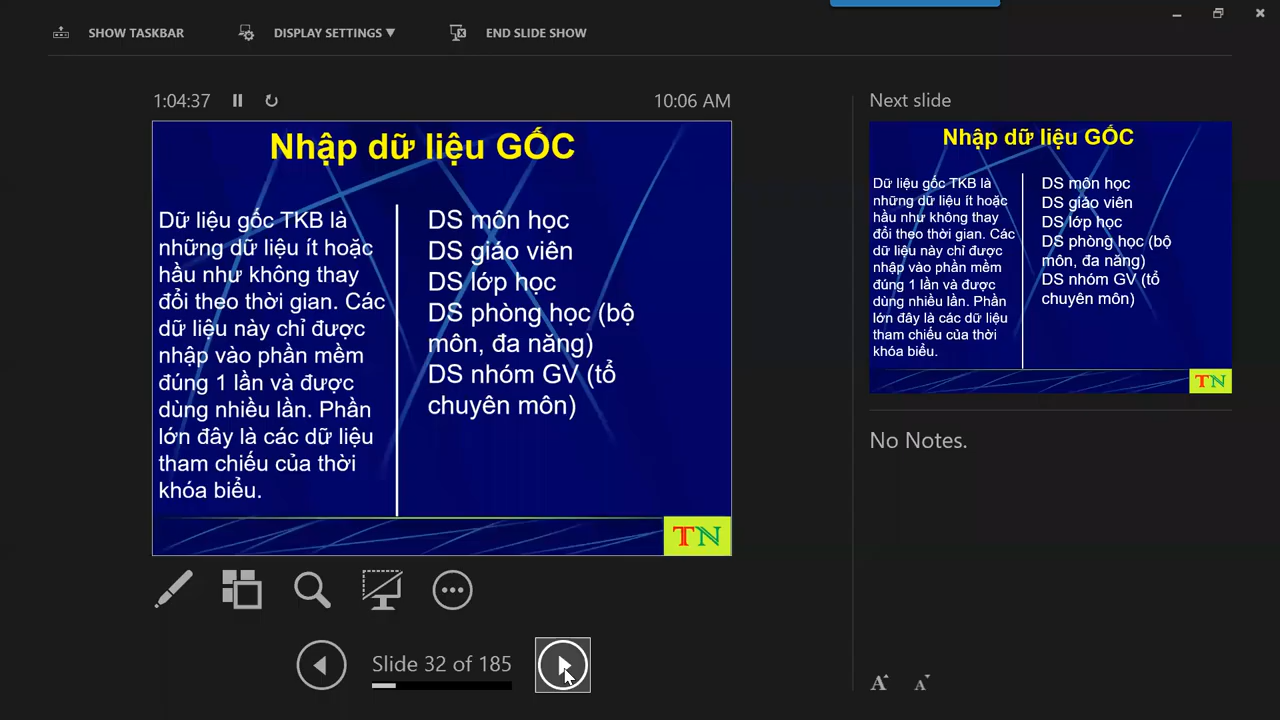 SHOW TASKBAR
DISPLAY SETTINGS ▼
END SLIDE SHOW
1:04:37
10:06 AM
Nhập dữ liệu GỐC
Dữ liệu gốc TKB là
những dữ liệu ít hoặc
hầu như không thay
đổi theo thời gian. Các
dữ liệu này chỉ được
nhập vào phần mềm
đúng 1 lần và được
dùng nhiều lần. Phần
lớn đây là các dữ liệu
tham chiếu của thời
khóa biểu.
DS môn học
DS giáo viên
DS lớp học
DS phòng học (bộ
môn, đa năng)
DS nhóm GV (tổ
chuyên môn)
TN
Slide 32 of 185
Next slide
Nhập dữ liệu GỐC
Dữ liệu gốc TKB là
những dữ liệu ít hoặc
hầu như không thay
đổi theo thời gian. Các
dữ liệu này chỉ được
nhập vào phần mềm
đúng 1 lần và được
dùng nhiều lần. Phần
lớn đây là các dữ liệu
tham chiếu của thời
khóa biểu.
DS môn học
DS giáo viên
DS lớp học
DS phòng học (bộ
môn, đa năng)
DS nhóm GV (tổ
chuyên môn)
TN
No Notes.
A A